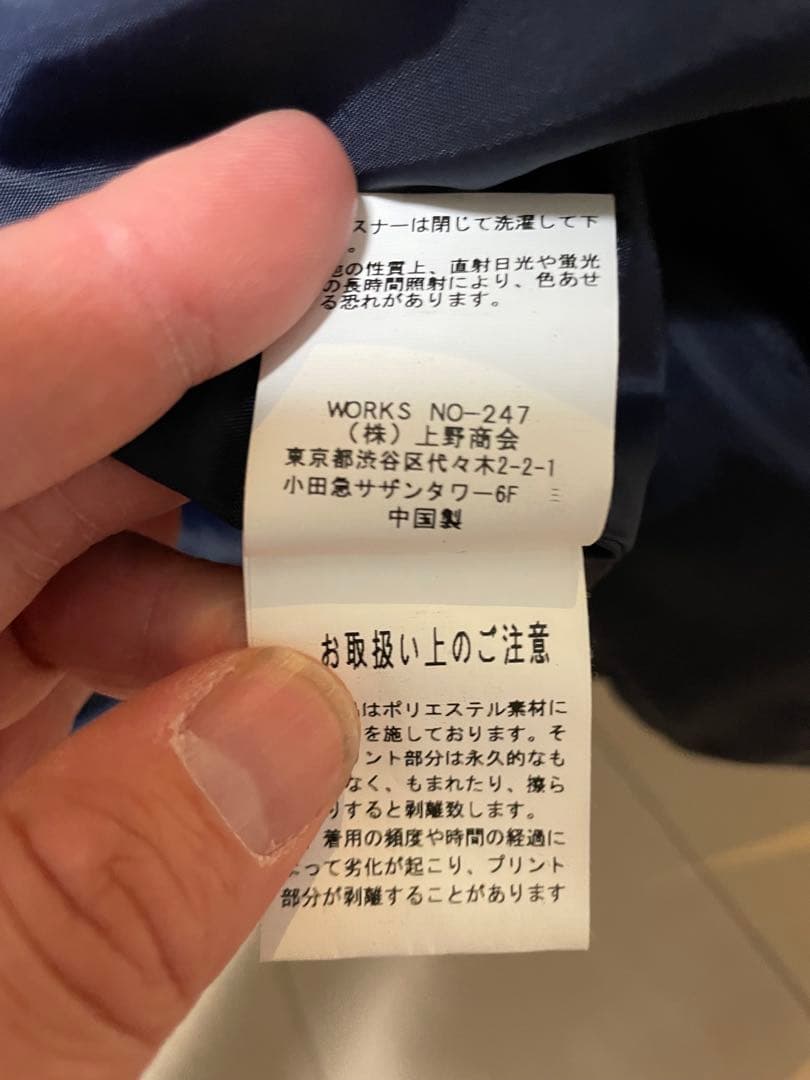 スナーは閉じて洗濯して下
。
の性質上、直射日光や蛍光
の長時間照射により、色あせ
る恐れがあります。
WORKS NO-247
(株)上野商会
東京都渋谷区代々木2-2-1
小田急サザンタワー6F 三
中国製
お取扱い上のご注意
はポリエステル素材に
を施しております。そ
リント部分は永久的なも
なく、もまれたり、擦ら
りすると剥離致します。
着用の頻度や時間の経過に
よって劣化が起こり、プリント
部分が剥離することがあります